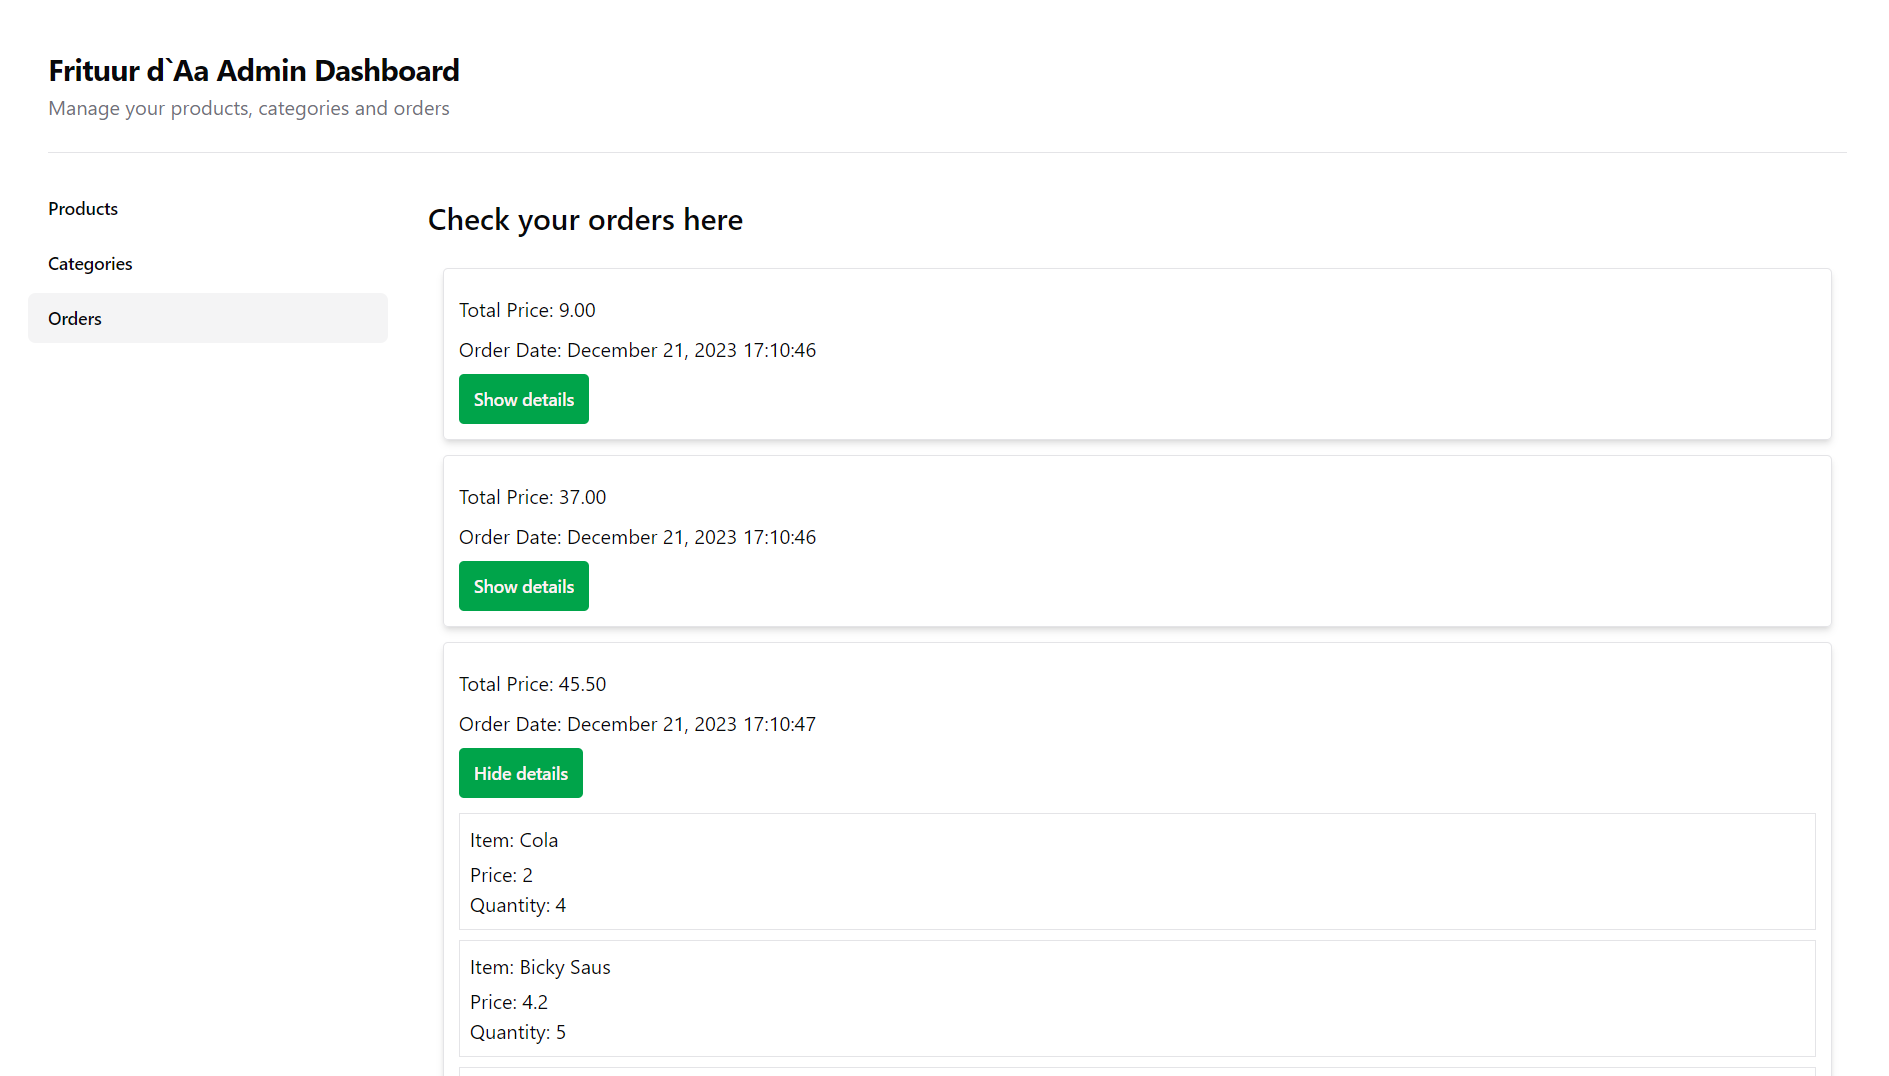 Frituur d`Aa Admin Dashboard
Manage your products, categories and orders
Products
Categories
Orders
Check your orders here
Total Price: 9.00
Order Date: December 21, 2023 17:10:46
Show details
Total Price: 37.00
Order Date: December 21, 2023 17:10:46
Show details
Total Price: 45.50
Order Date: December 21, 2023 17:10:47
Hide details
Item: Cola
Price: 2
Quantity: 4
Item: Bicky Saus
Price: 4.2
Quantity: 5